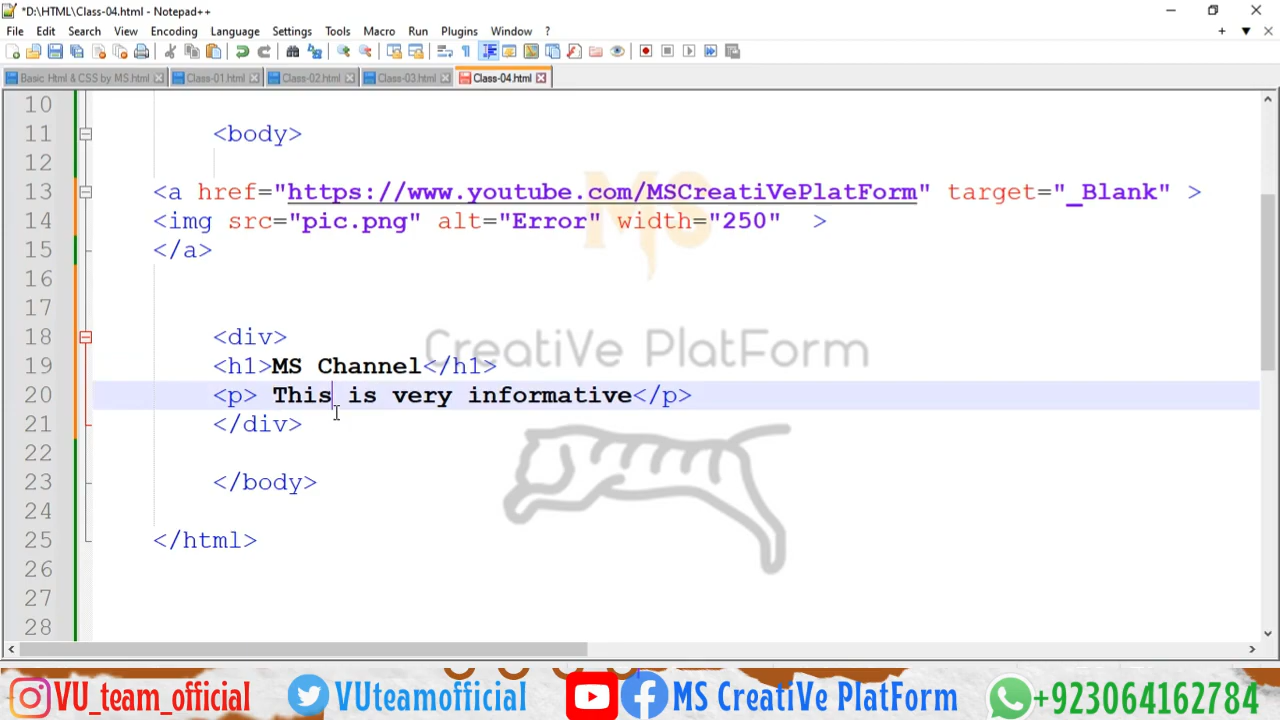 *D:\HTML\Class-04.html - Notepad++
File Edit Search View Encoding Language Settings Tools Macro Run Plugins Window ?
Basic Html & CSS by MS.html Class-01.html Class-02.html Class-03.html Class-04.html
10
11 <body>
12
13 <a href="https://www.youtube.com/MSCreatiVePlatForm" target="_Blank" >
14 <img src="pic.png" alt="Error" width="250" >
15 </a>
16
17
18 <div>
19 <h1>MS Channel</h1>
20 <p> This is very informative</p>
21 </div>
22
23 </body>
24
25 </html>
26
27
28
MS
CreatiVe PlatForm
VU_team_official VUteamofficial MS CreatiVe PlatForm +923064162784